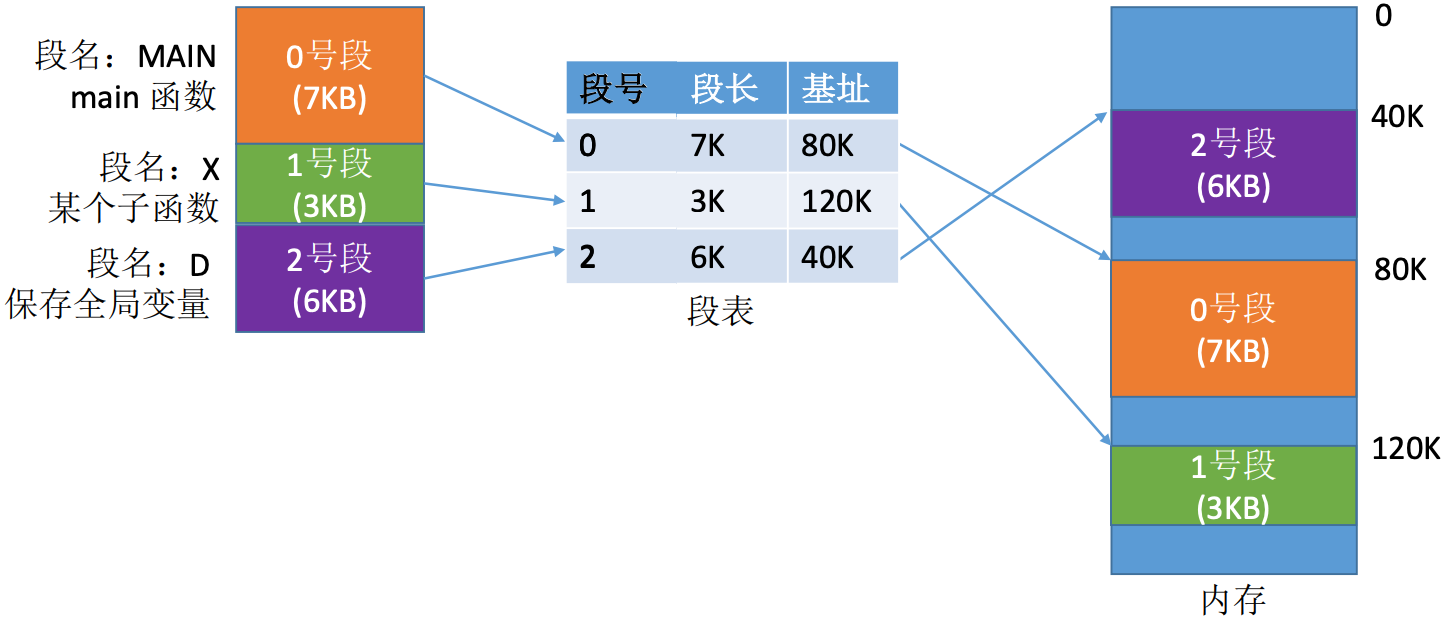 段名：MAIN
main 函数
段名：X
某个子函数
段名：D
保存全局变量
0号段
(7KB)
1号段
(3KB)
2号段
(6KB)
段号 段长 基址
0 7K 80K
1 3K 120K
2 6K 40K
段表
0
40K
2号段
(6KB)
80K
0号段
(7KB)
120K
1号段
(3KB)
内存